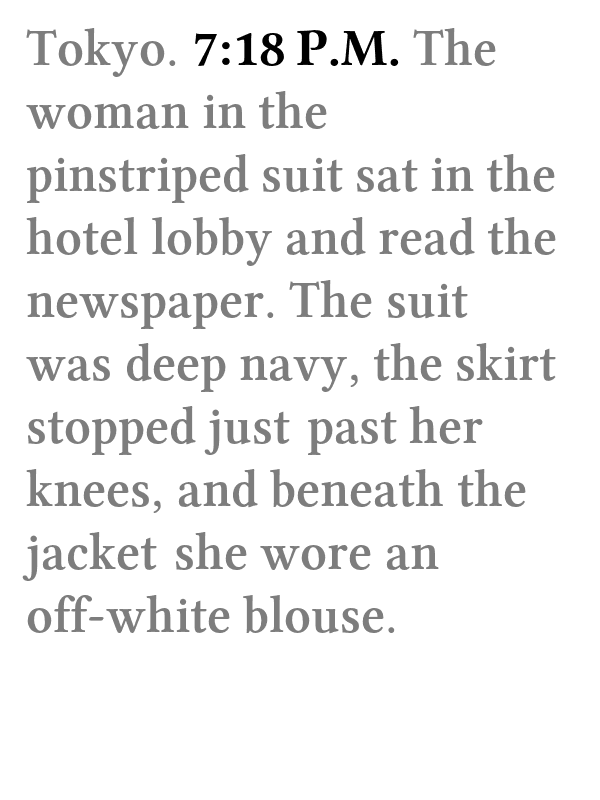 Tokyo. 7:18 P.M. The
woman in the
pinstriped suit sat in the
hotel lobby and read the
newspaper. The suit
was deep navy, the skirt
stopped just past her
knees, and beneath the
jacket she wore an
off-white blouse.